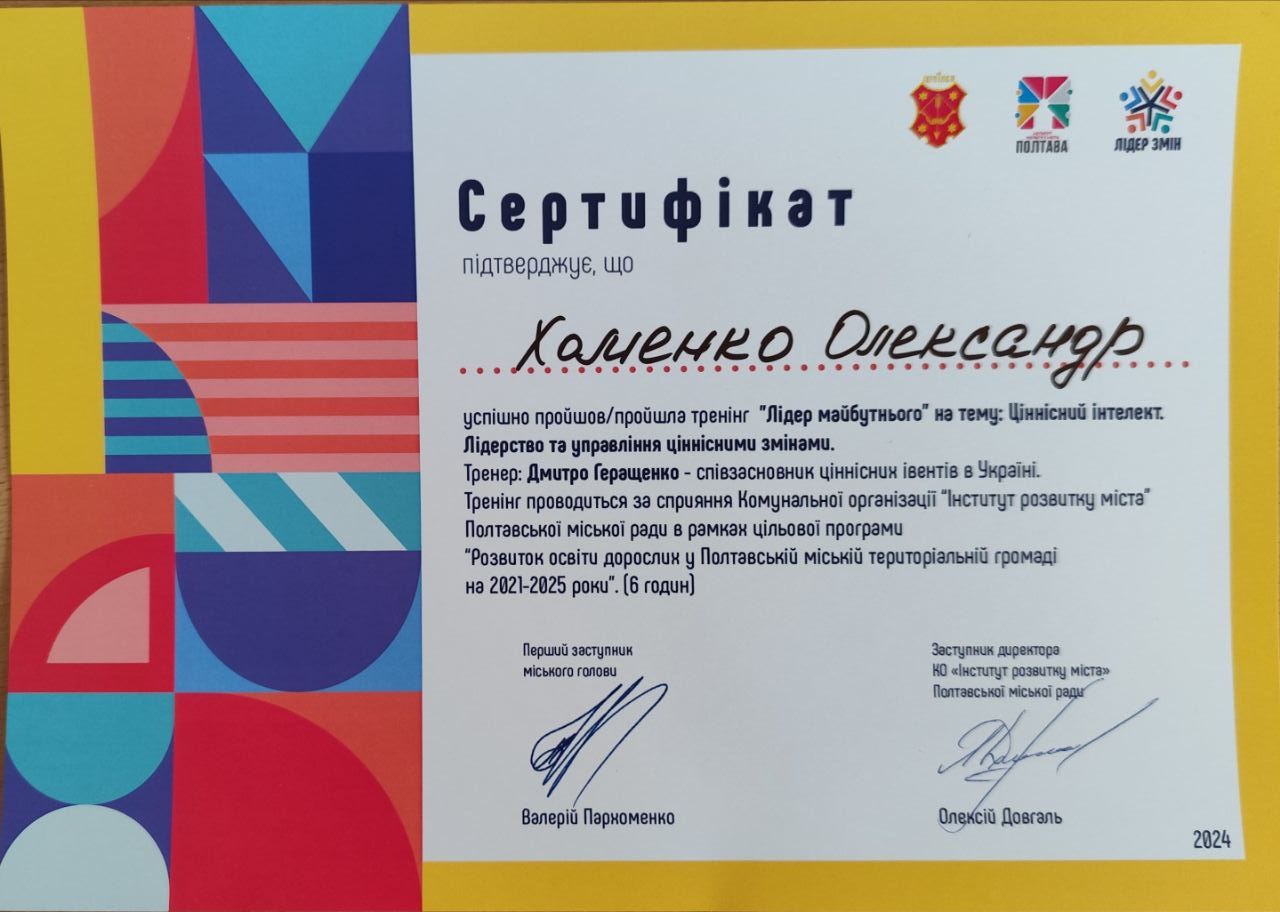 ПОЛТАВА
ЛІДЕР ЗМІН
Сертифікат
підтверджує, що
Хоменко Олександр
успішно пройшов/пройшла тренінг "Лідер майбутнього" на тему: Ціннісний інтелект.
Лідерство та управління ціннісними змінами.
Тренер: Дмитро Геращенко - співзасновник ціннісних івентів в Україні.
Тренінг проводиться за сприяння Комунальної організації “Інститут розвитку міста”
Полтавської міської ради в рамках цільової програми
“Розвиток освіти дорослих у Полтавській міській територіальній громаді
на 2021-2025 роки”. (6 годин)
Перший заступник
міського голови
Валерій Пархоменко
Заступник директора
КО «Інститут розвитку міста»
Полтавської міської ради
Олексій Довгаль
2024